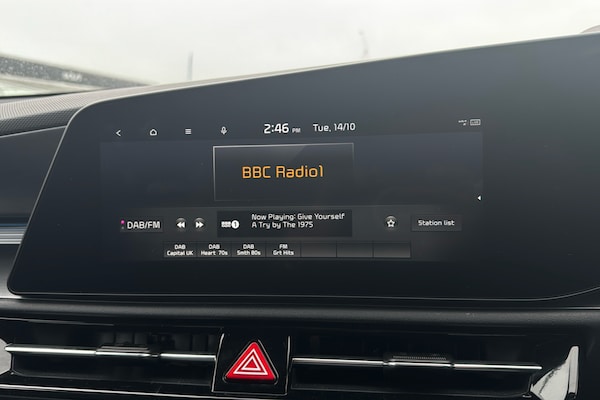 2:46 PM Tue, 14/10
BBC Radio1
DAB/FM
1
Now Playing: Give Yourself
A Try by The 1975
Station list
DAB DAB DAB FM
Capital UK Heart 70s Smth 80s Grt Hits